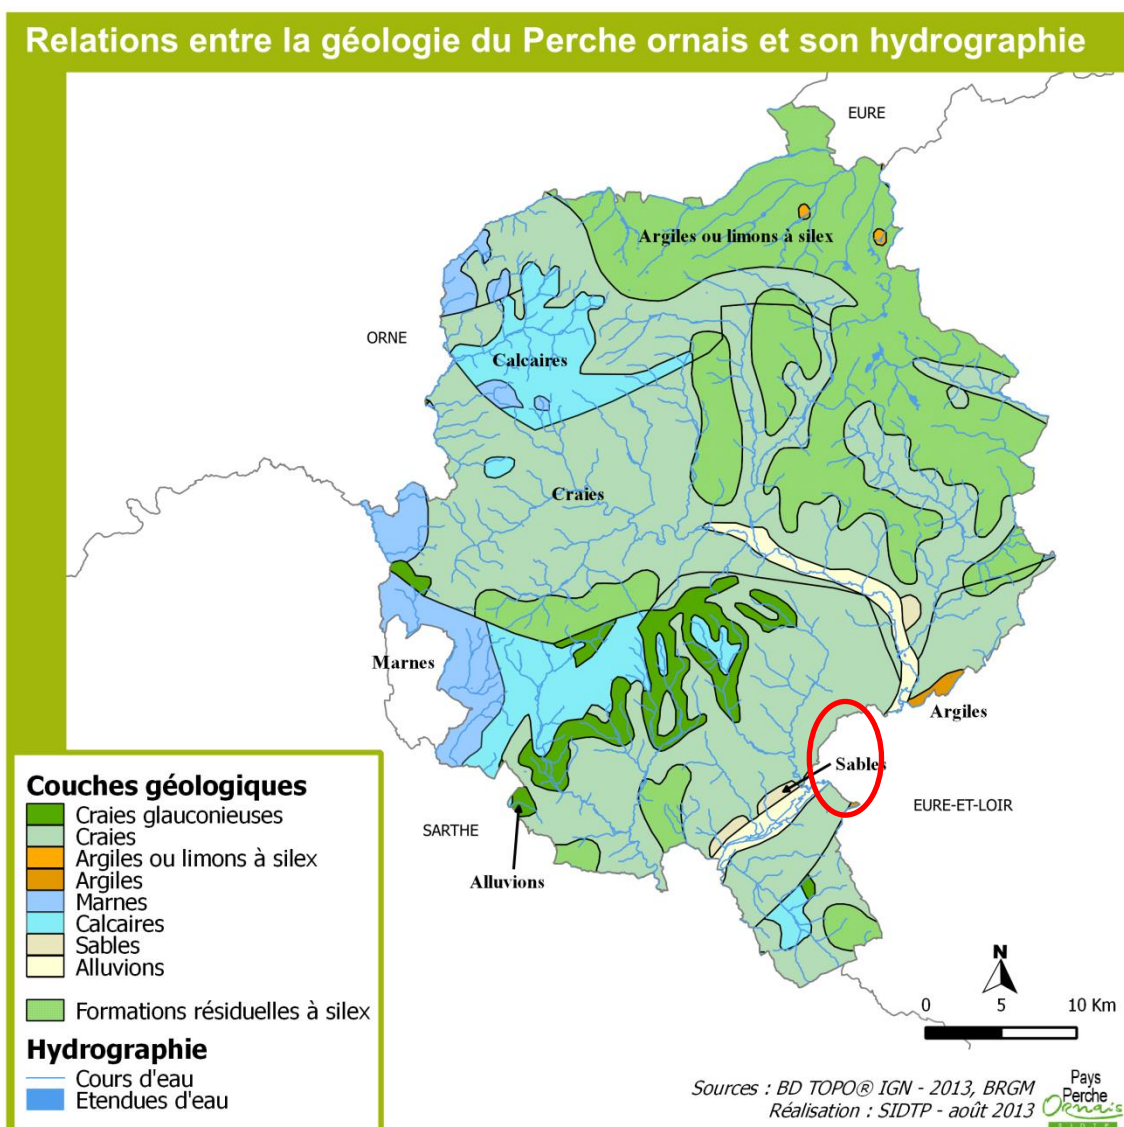 Relations entre la géologie du Perche ornais et son hydrographie
EURE
Argiles ou limons à silex
ORNE
Calcaires
Craies
Marnes
Argiles
Sables
EURE-ET-LOIR
SARTHE
Alluvions
Couches géologiques
Craies glauconieuses
Craies
Argiles ou limons à silex
Argiles
Marnes
Calcaires
Sables
Alluvions
Formations résiduelles à silex
Hydrographie
Cours d'eau
Etendues d'eau
N
0 5 10 Km
Sources : BD TOPO® IGN - 2013, BRGM
Réalisation : SIDTP - août 2013
Pays
Perche
Ornais
SIDTP